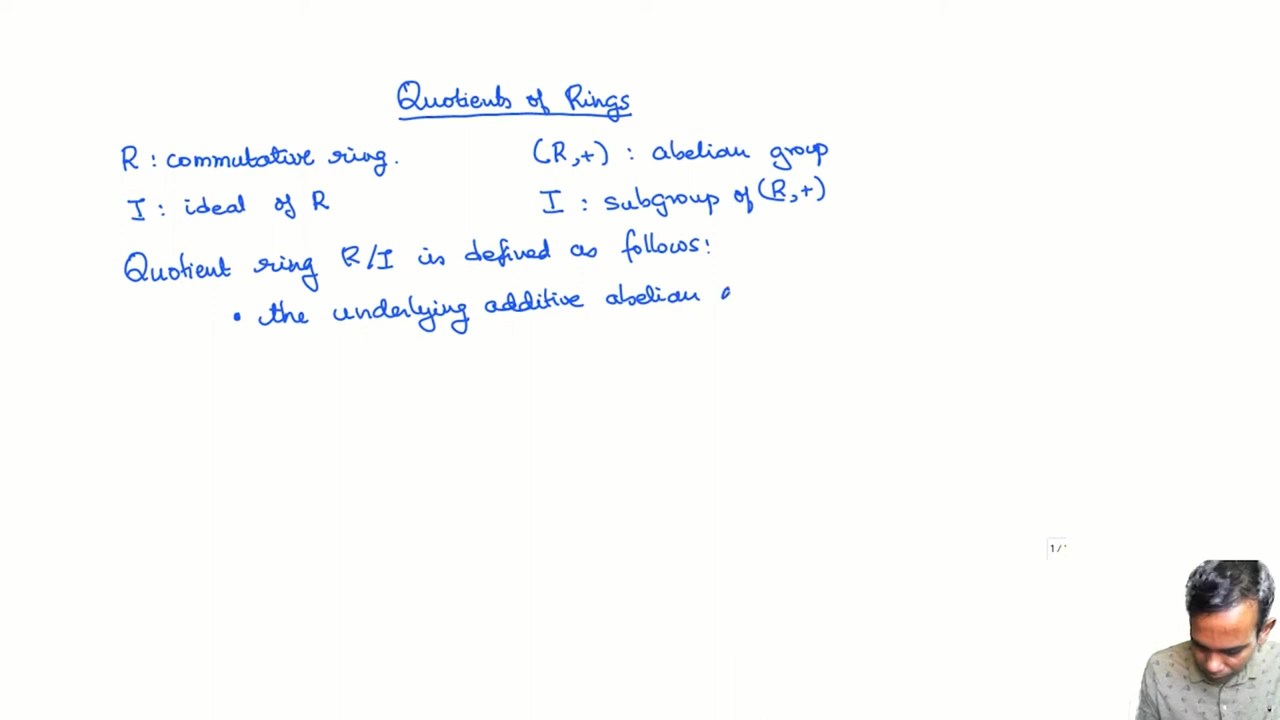 Quotients of Rings
R : commutative ring. (R,+) : abelian group
I : ideal of R I : subgroup of (R,+)
Quotient ring R/I is defined as follows:
• the underlying additive abelian
1/